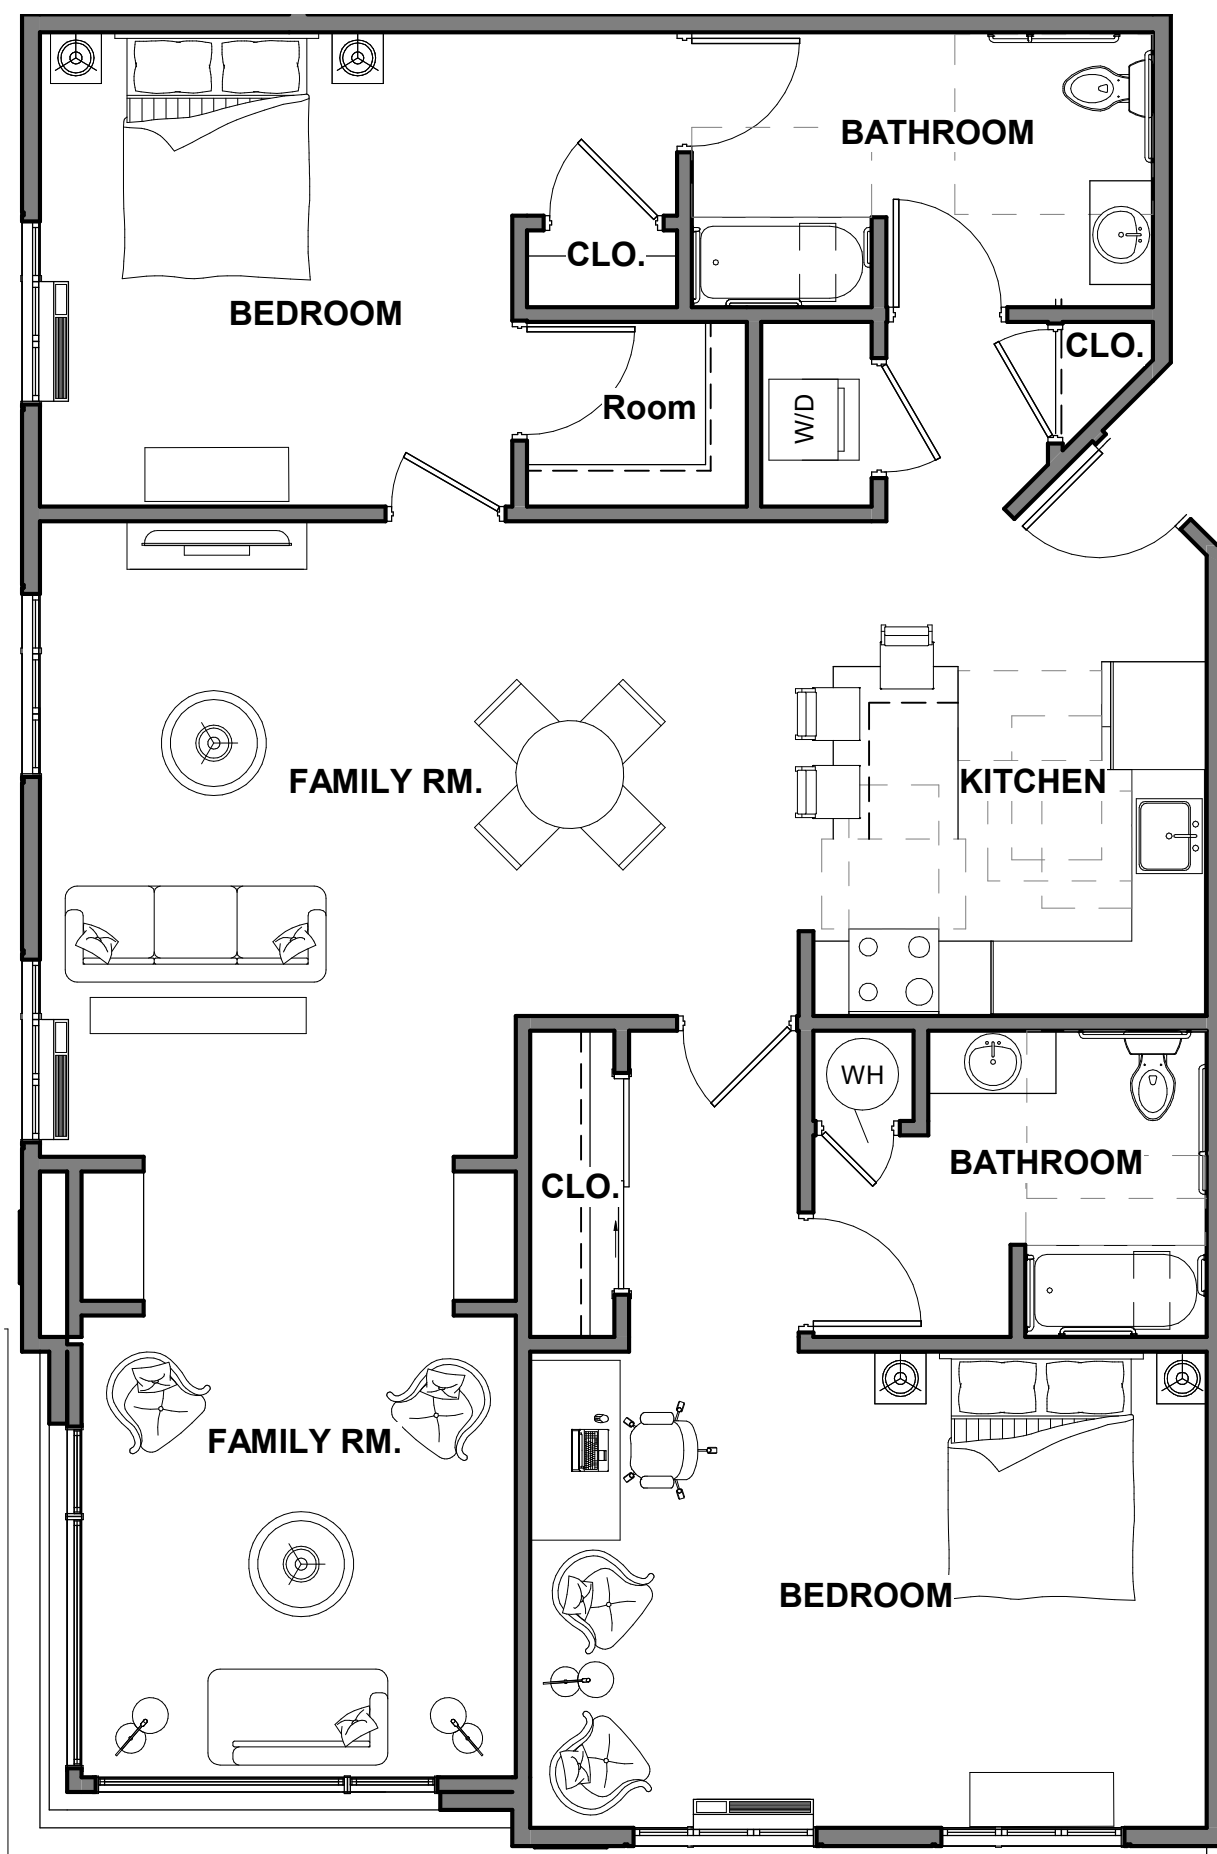 BATHROOM
CLO.
BEDROOM
CLO.
Room
W/D
FAMILY RM.
KITCHEN
WH
BATHROOM
CLO.
FAMILY RM.
BEDROOM